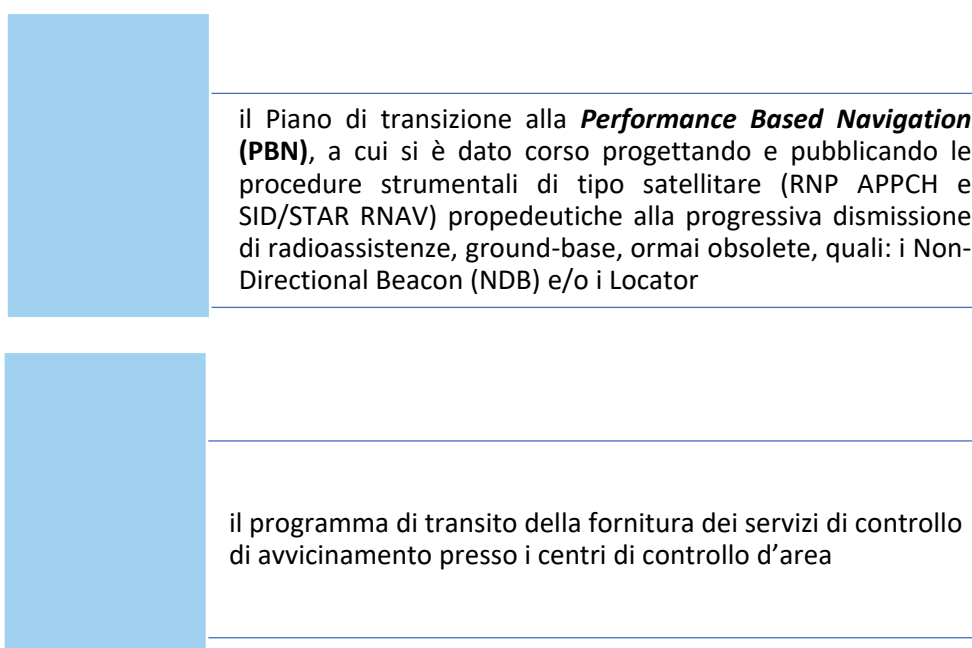 il Piano di transizione alla Performance Based Navigation
(PBN), a cui si è dato corso progettando e pubblicando le
procedure strumentali di tipo satellitare (RNP APPCH e
SID/STAR RNAV) propedeutiche alla progressiva dismissione
di radioassistenze, ground-base, ormai obsolete, quali: i Non-
Directional Beacon (NDB) e/o i Locator
il programma di transito della fornitura dei servizi di controllo
di avvicinamento presso i centri di controllo d'area